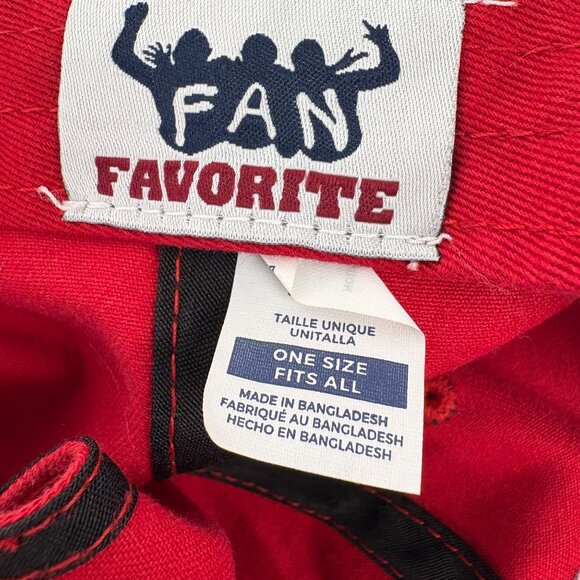 FAN
FAVORITE
TAILLE UNIQUE
UNITALLA
ONE SIZE
FITS ALL
MADE IN BANGLADESH
FABRIQUÉ AU BANGLADESH
HECHO EN BANGLADESH